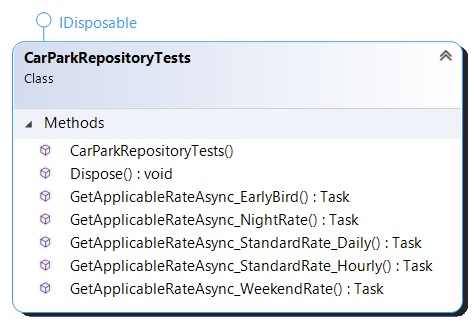 IDisposable
CarParkRepositoryTests
Class
Methods
CarParkRepositoryTests()
Dispose() : void
GetApplicableRateAsync_EarlyBird() : Task
GetApplicableRateAsync_NightRate() : Task
GetApplicableRateAsync_StandardRate_Daily() : Task
GetApplicableRateAsync_StandardRate_Hourly() : Task
GetApplicableRateAsync_WeekendRate() : Task